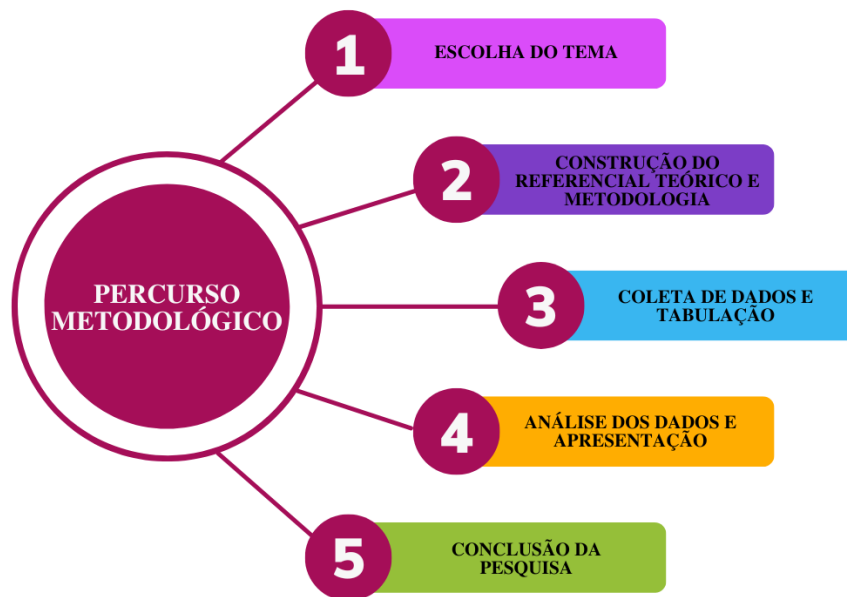 PERCURSO
METODOLÓGICO
1
ESCOLHA DO TEMA
2
CONSTRUÇÃO DO
REFERENCIAL TEÓRICO E
METODOLOGIA
3
COLETA DE DADOS E
TABULAÇÃO
4
ANÁLISE DOS DADOS E
APRESENTAÇÃO
5
CONCLUSÃO DA
PESQUISA